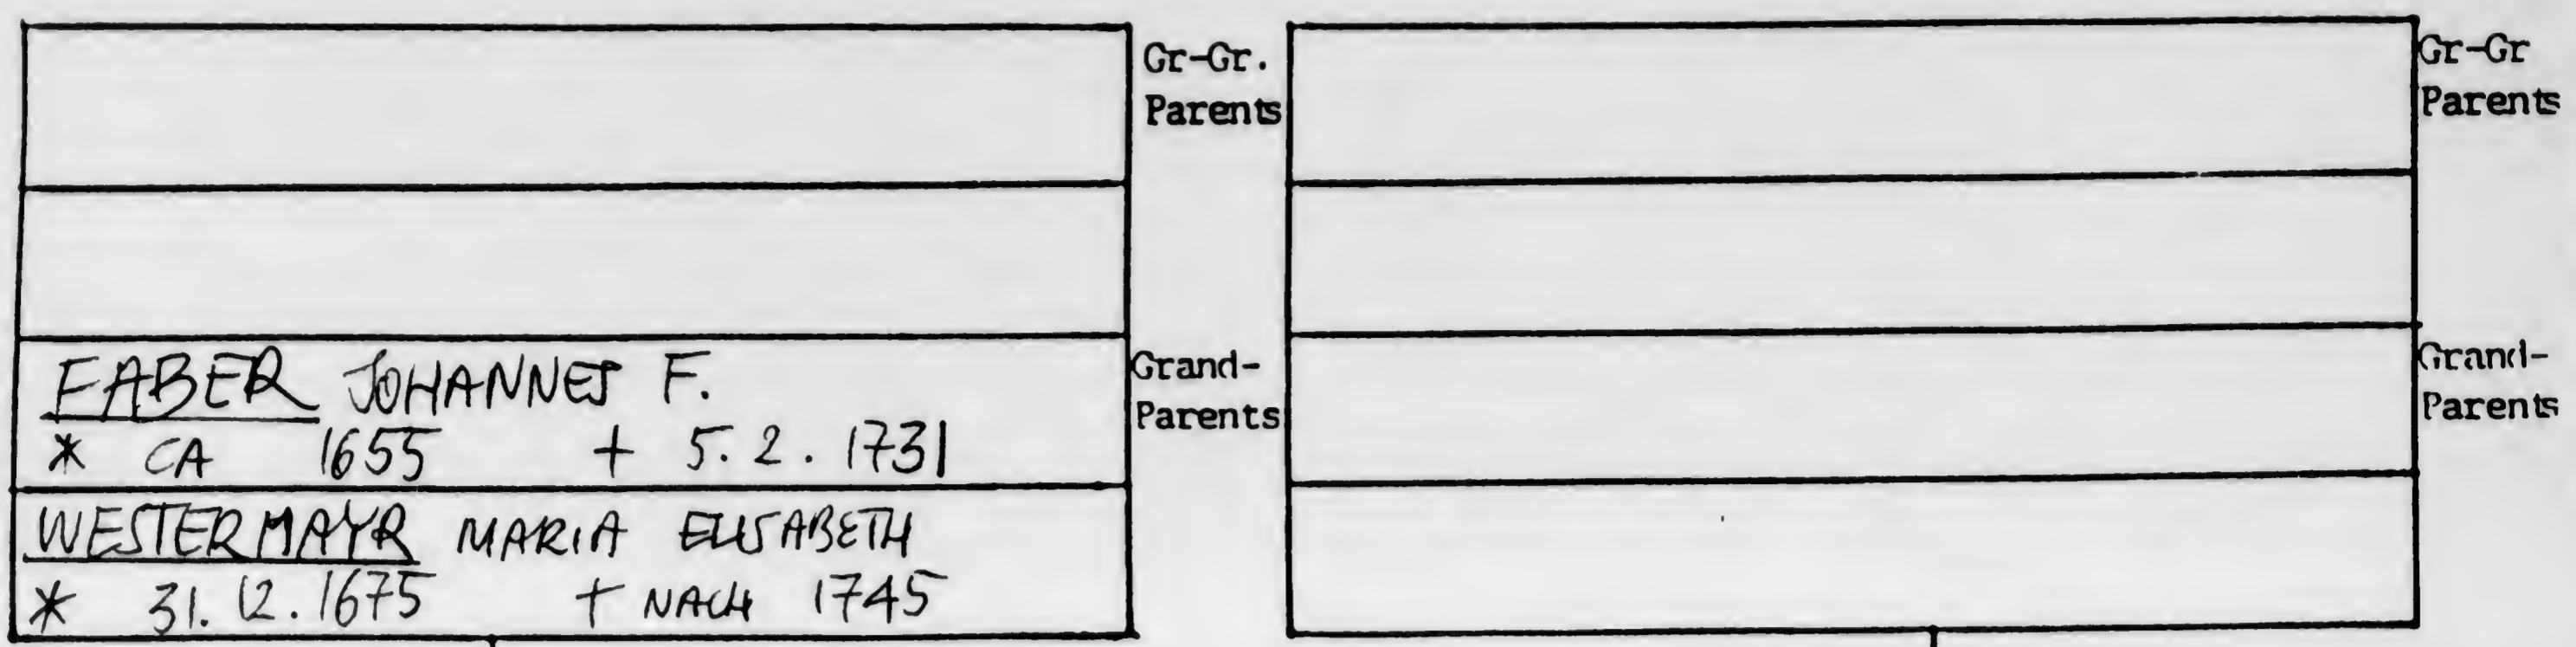 Gr-Gr.
Parents
Gr-Gr
Parents
FABER JOHANNES F.
* CA 1655 + 5.2.1731
Grand-
Parents
Grand-
Parents
WESTERMAYR MARIA ELISABETH
* 31.12.1675 + NACH 1745